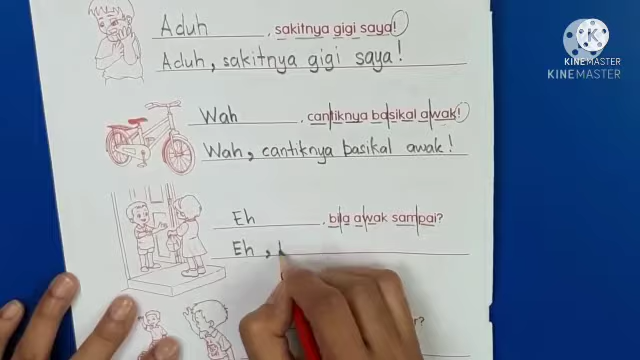 Aduh, sakitnya gigi saya!
Aduh, sakitnya gigi saya!
Wah, cantiknya basikal awak!
Wah, cantiknya basikal awak!
Eh, bila awak sampai?
Eh,
r?
KINEMASTER
KINEMASTER